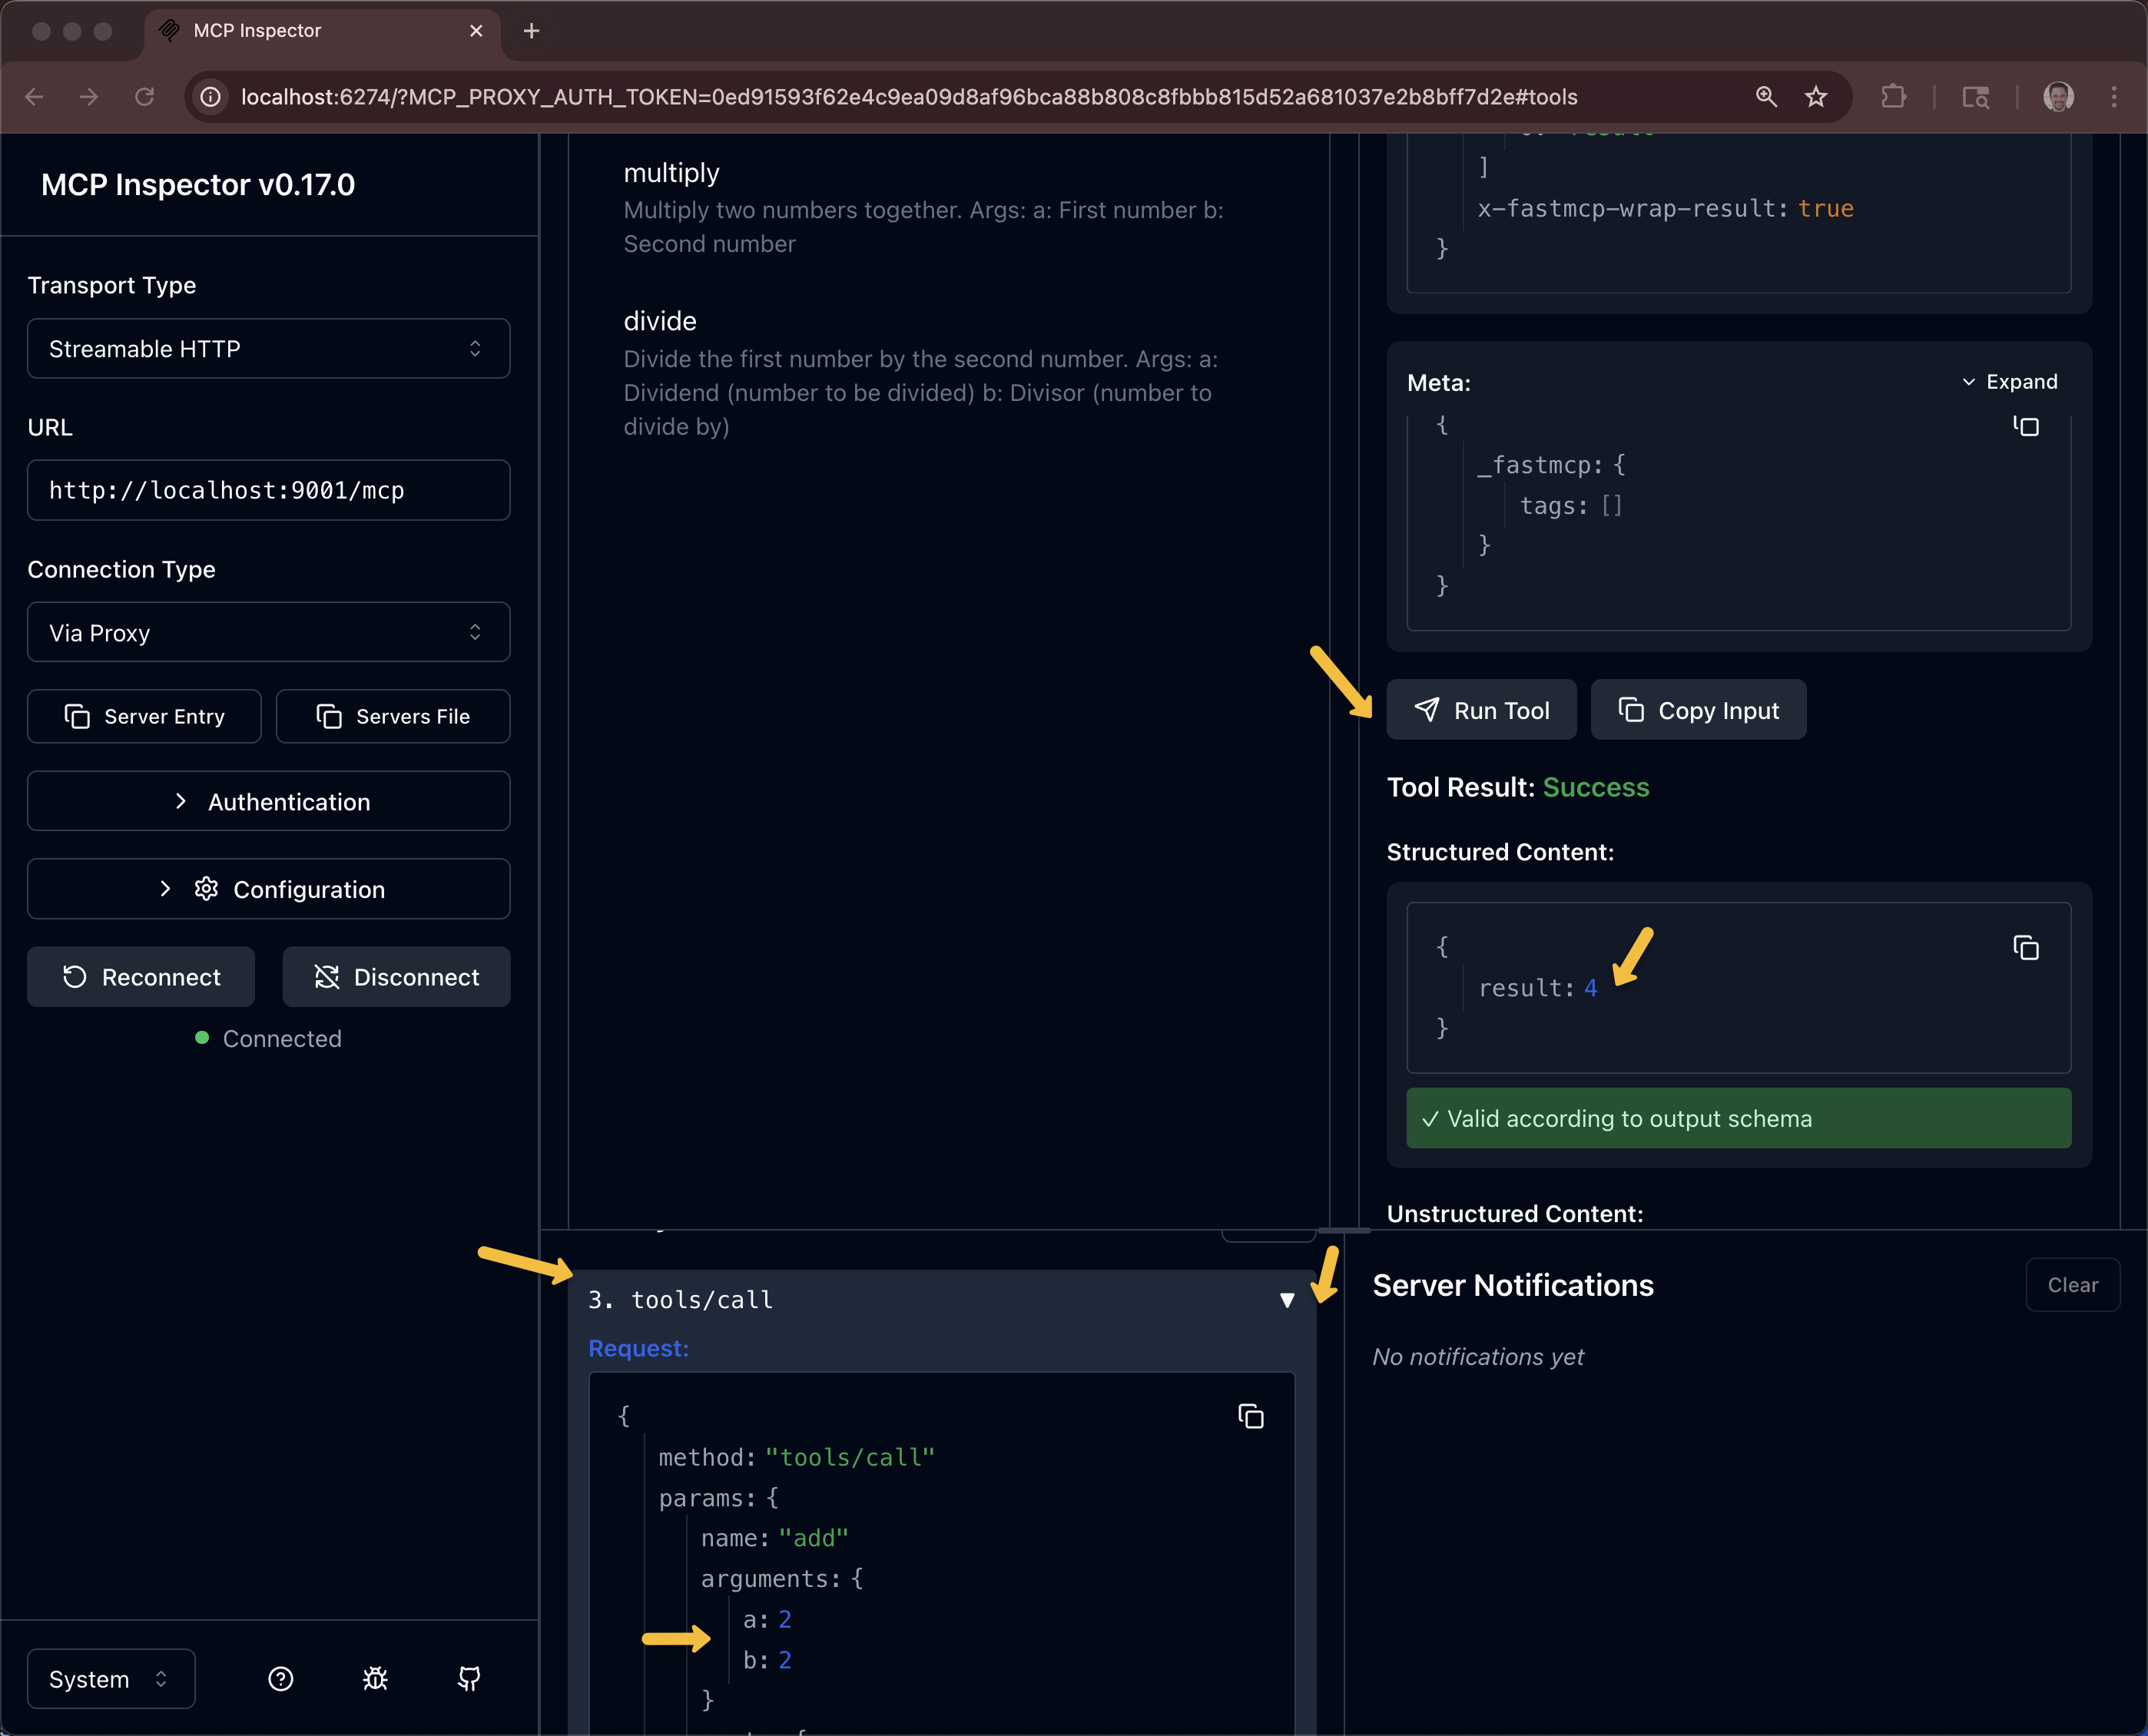 MCP Inspector
localhost:6274/?MCP_PROXY_AUTH_TOKEN=0ed91593f62e4c9ea09d8af96bca88b808c8fbbb815d52a681037e2b8bff7d2e#tools
MCP Inspector v0.17.0
Transport Type
Streamable HTTP
URL
http://localhost:9001/mcp
Connection Type
Via Proxy
Server Entry
Servers File
Authentication
Configuration
Reconnect
Disconnect
Connected
System
multiply
Multiply two numbers together. Args: a: First number b:
Second number
divide
Divide the first number by the second number. Args: a:
Dividend (number to be divided) b: Divisor (number to
divide by)
]
x-fastmcp-wrap-result: true
}
Meta:
Expand
{
_fastmcp: {
tags: []
}
}
Run Tool
Copy Input
Tool Result: Success
Structured Content:
{
result: 4
}
✓ Valid according to output schema
Unstructured Content:
3. tools/call ▼
Request:
{
method: "tools/call"
params: {
name: "add"
arguments: {
a: 2
b: 2
}
Server Notifications
Clear
No notifications yet